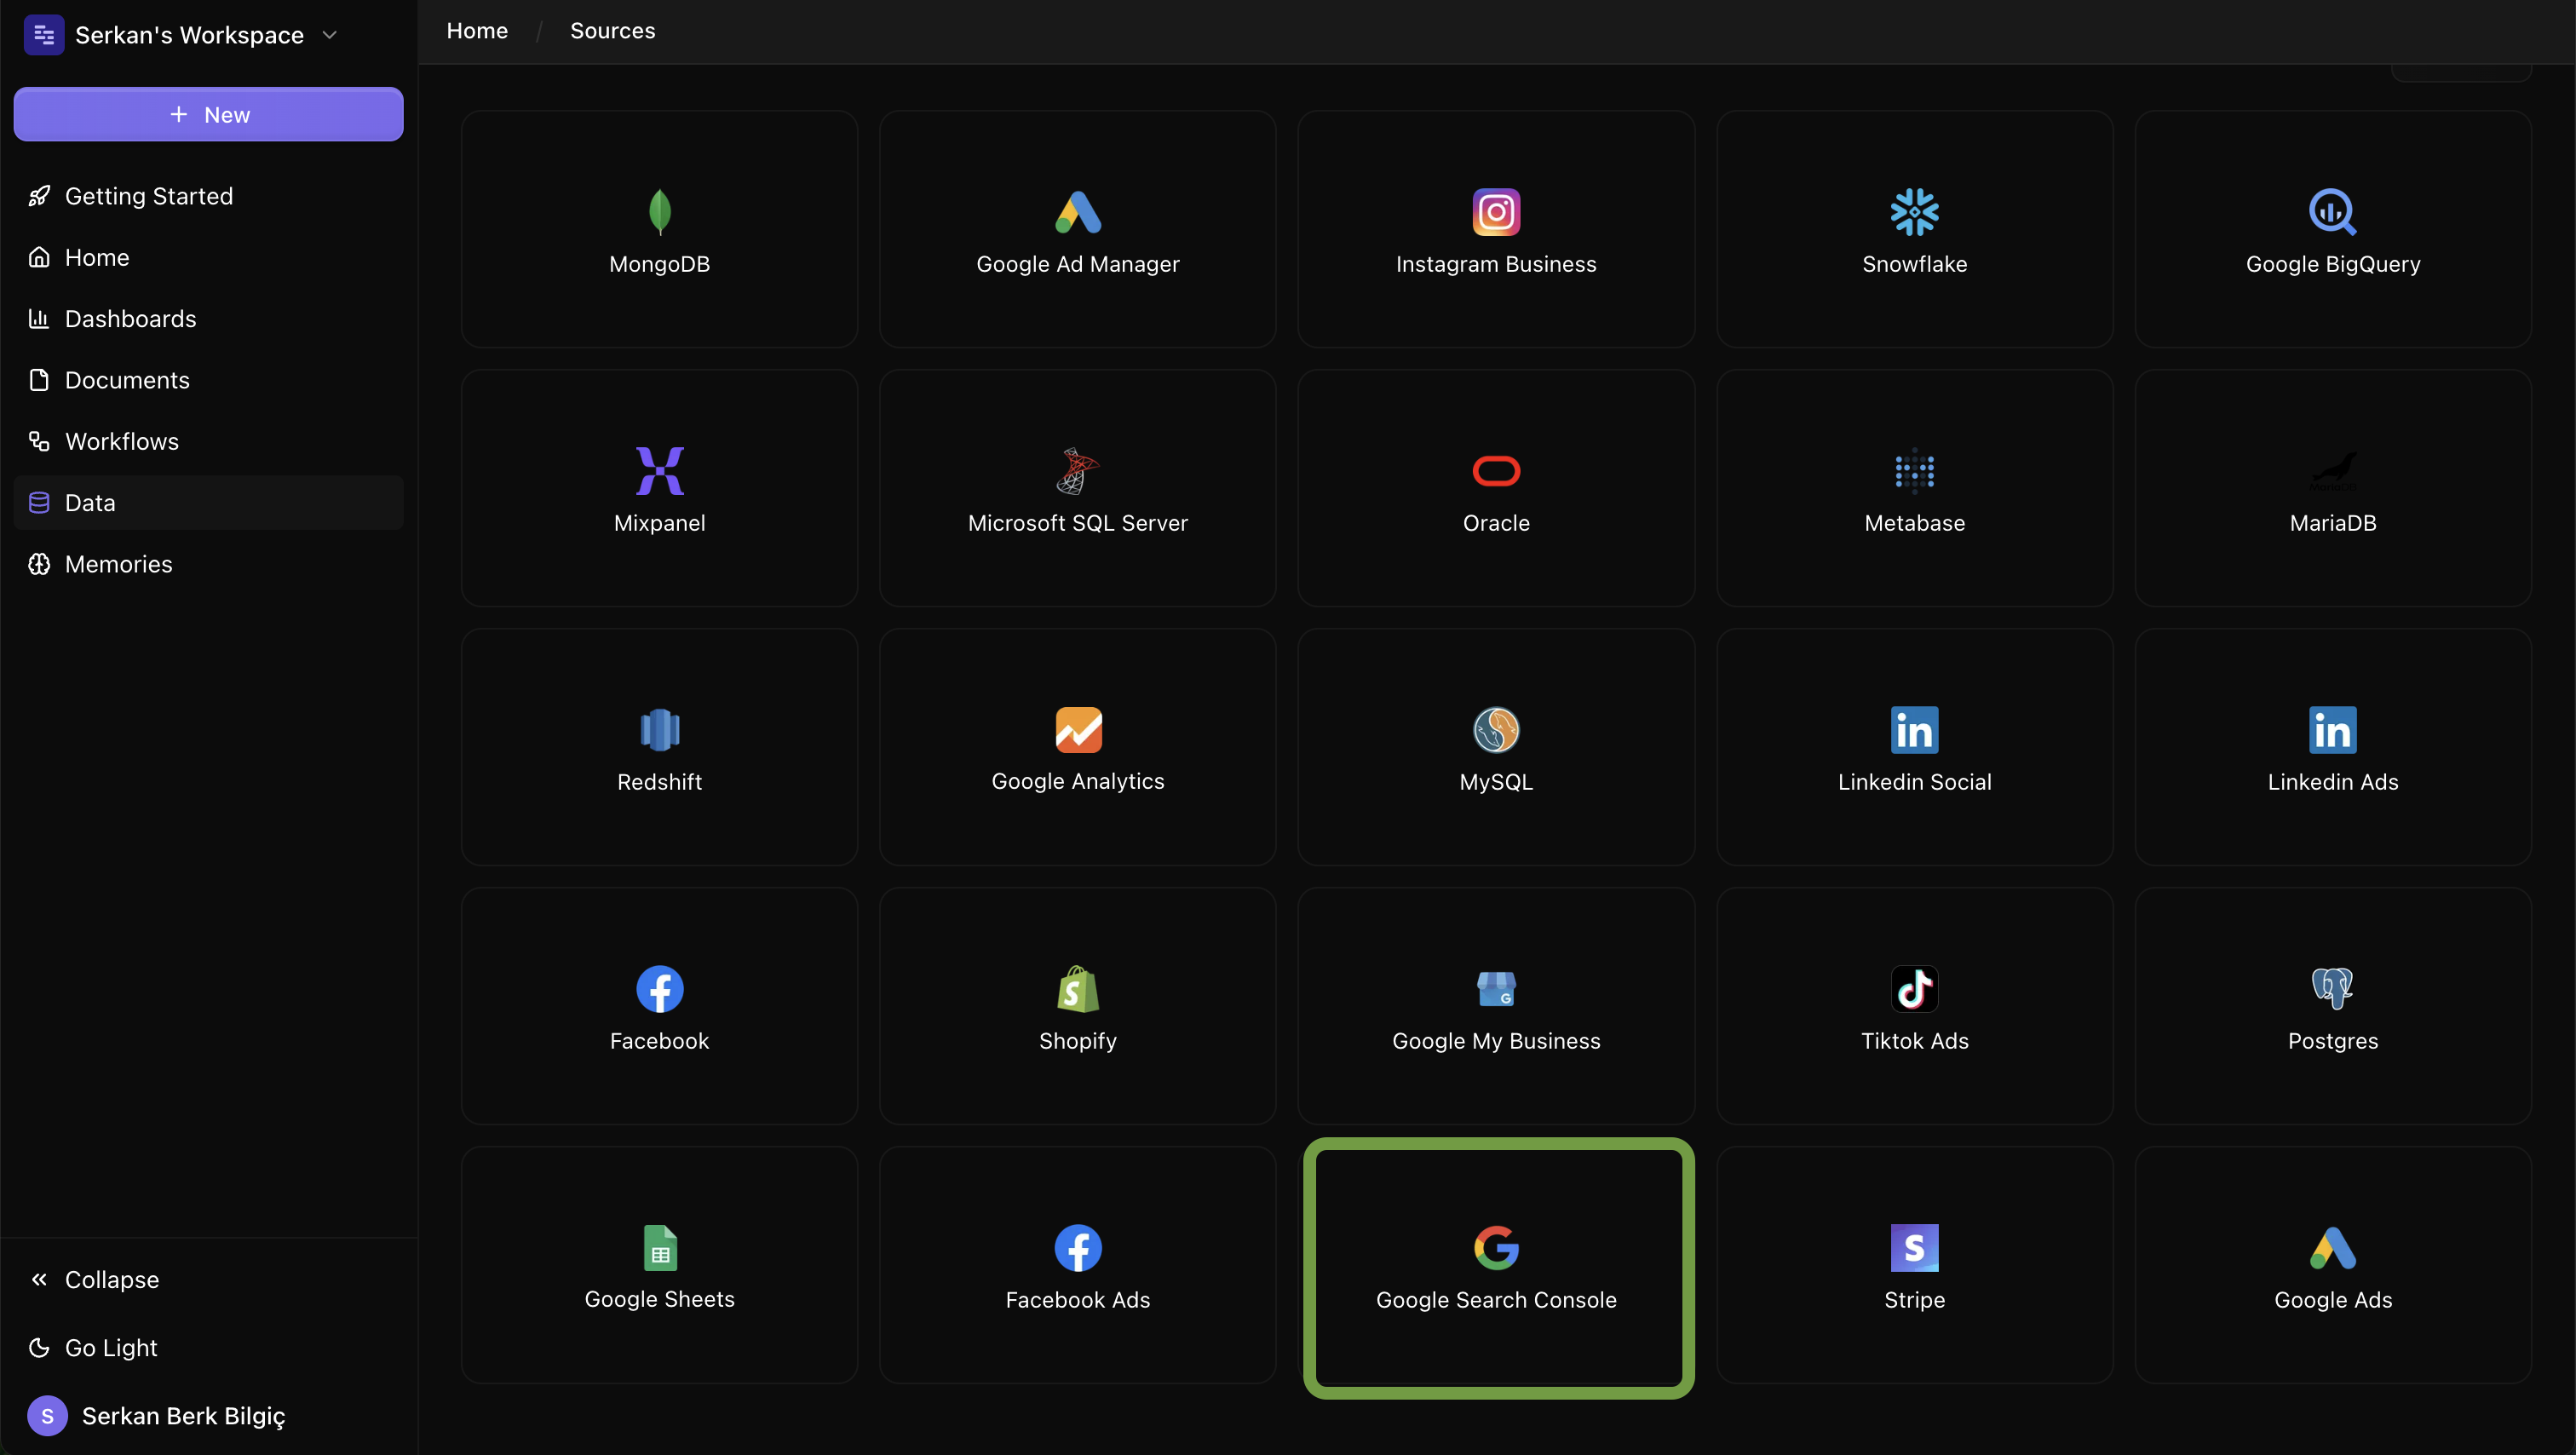 Serkan's Workspace
Home / Sources
+ New
Getting Started
Home
Dashboards
Documents
Workflows
Data
Memories
MongoDB
Google Ad Manager
Instagram Business
Snowflake
Google BigQuery
Mixpanel
Microsoft SQL Server
Oracle
Metabase
MariaDB
Redshift
Google Analytics
MySQL
Linkedin Social
Linkedin Ads
Facebook
Shopify
Google My Business
Tiktok Ads
Postgres
Google Sheets
Facebook Ads
Google Search Console
Stripe
Google Ads
Collapse
Go Light
S Serkan Berk Bilgiç